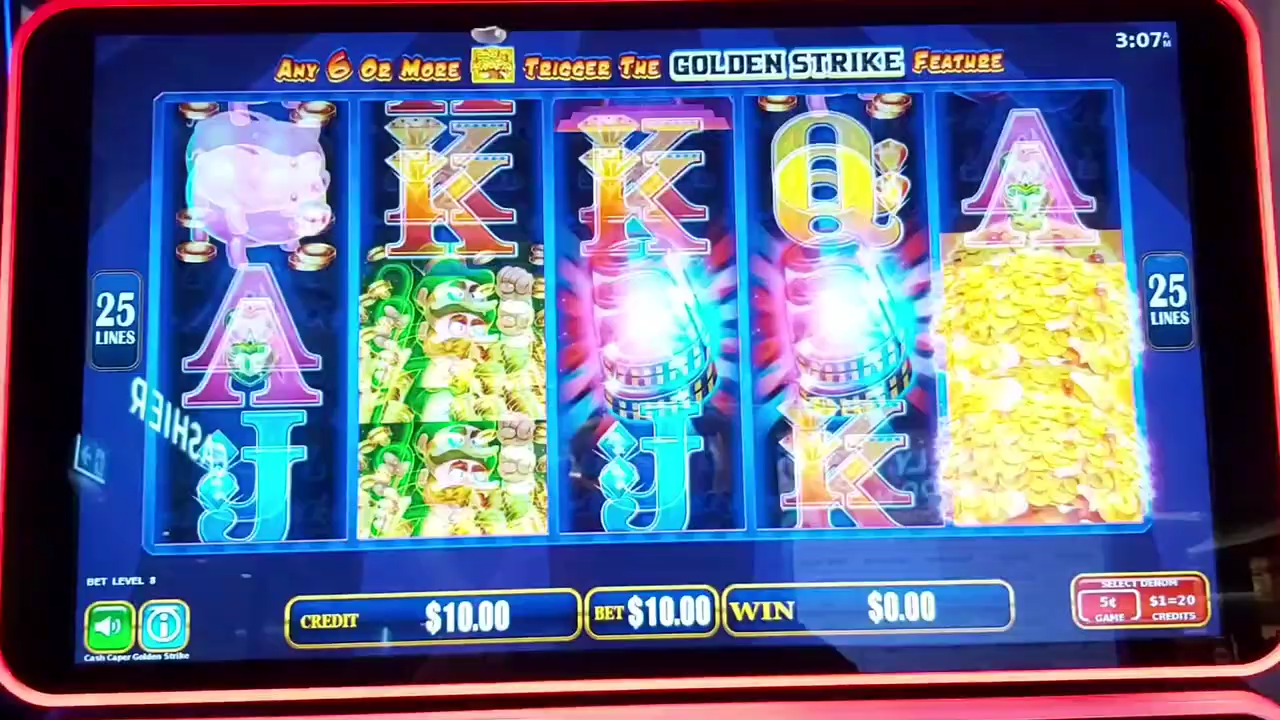 3:07 AM
ANY 6 OR MORE TRIGGER THE GOLDEN STRIKE FEATURE
K K Q A
A
J J K
25 LINES
25 LINES
CASHIER
BET LEVEL 8
CREDIT $10.00
BET $10.00
WIN $0.00
SELECT DENOM
5¢ GAME
$1=20 CREDITS
Cash Caper Golden Strike